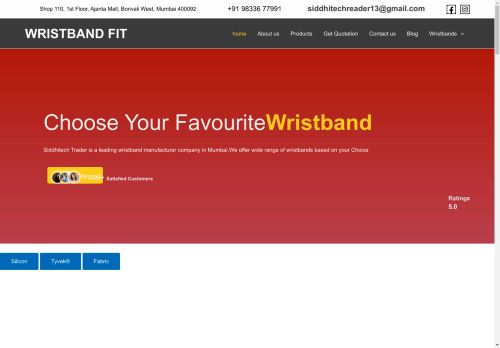 Shop 110, 1st Floor, Ajanta Mall, Borivali West, Mumbai 400092
+91 98336 77991
siddhitechreader13@gmail.com
WRISTBAND FIT
home About us Products Get Quotation Contact us Blog Wristbands
Choose Your FavouriteWristband
Siddhitech Trader is a leading wristband manufacturer company in Mumbai.We offer wide range of wristbands based on your Choice
1000+ Satisfied Customers
Ratings
5.0
Silicon Tyvek® Fabric